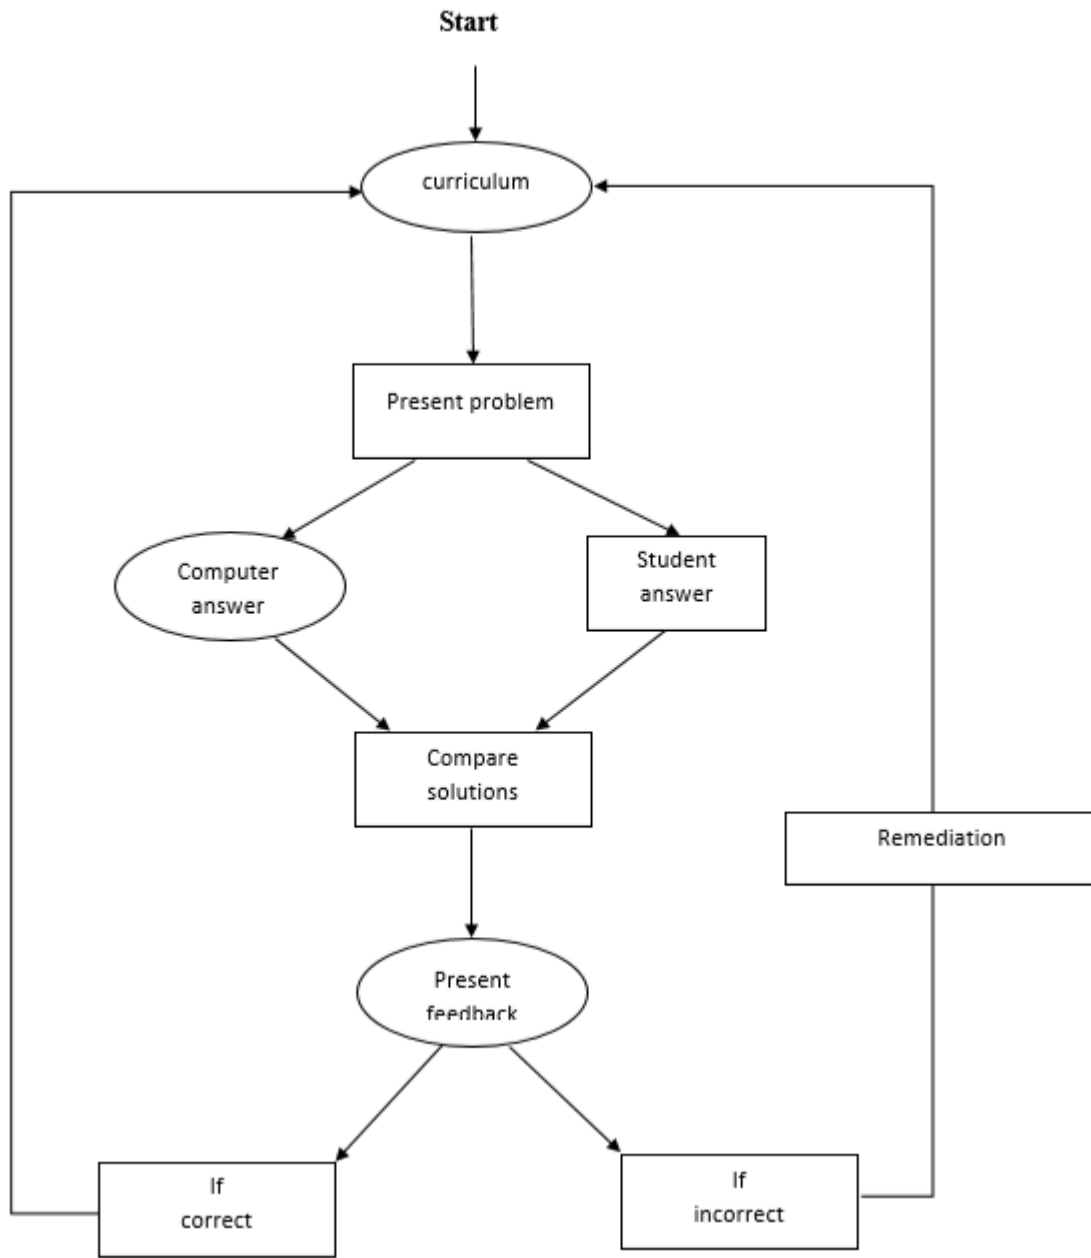 Start
curriculum
Present problem
Computer
answer
Student
answer
Compare
solutions
Remediation
Present
feedback
If
correct
If
incorrect